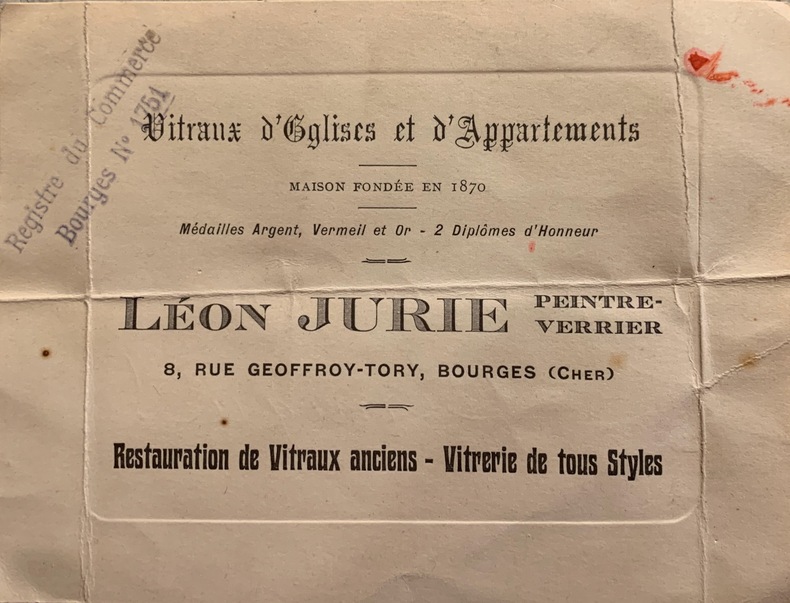 Registre du Commerce
Bourges Nº 1751
Vitraux d'Eglises et d'Appartements
MAISON FONDÉE EN 1870
Médailles Argent, Vermeil et Or - 2 Diplômes d'Honneur
LÉON JURIE PEINTRE-
VERRIER
8, RUE GEOFFROY-TORY, BOURGES (CHER)
Restauration de Vitraux anciens - Vitrerie de tous Styles